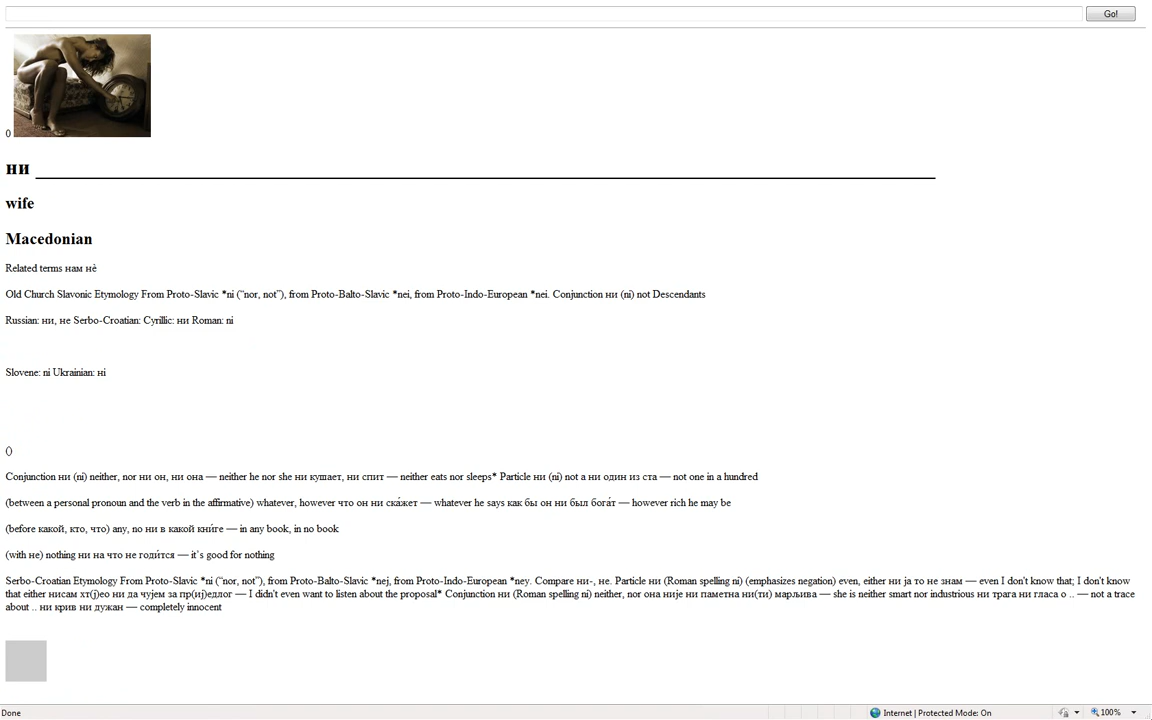 Go!
0
ни
wife
Macedonian
Related terms нам нѐ
Old Church Slavonic Etymology From Proto-Slavic *ni (“nor, not”), from Proto-Balto-Slavic *nei, from Proto-Indo-European *nei. Conjunction ни (ni) not Descendants
Russian: ни, не Serbo-Croatian: Cyrillic: ни Roman: ni
Slovene: ni Ukrainian: ні
()
Conjunction ни (ni) neither, nor ни он, ни она — neither he nor she ни кушает, ни спит — neither eats nor sleeps* Particle ни (ni) not a ни один из ста — not one in a hundred
(between a personal pronoun and the verb in the affirmative) whatever, however что он ни ска́жет — whatever he says как бы он ни был бога́т — however rich he may be
(before какой, кто, что) any, no ни в какой кни́ге — in any book, in no book
(with не) nothing ни на что не годи́тся — it’s good for nothing
Serbo-Croatian Etymology From Proto-Slavic *ni (“nor, not”), from Proto-Balto-Slavic *nej, from Proto-Indo-European *ney. Compare ни-, не. Particle ни (Roman spelling ni) (emphasizes negation) even, either ни ја то не знам — even I don't know that; I don't know
that either нисам хт(ј)ео ни да чујем за пр(иј)едлог — I didn't even want to listen about the proposal* Conjunction ни (Roman spelling ni) neither, nor она није ни паметна ни(ти) марљива — she is neither smart nor industrious ни трага ни гласа о .. — not a trace
about .. ни крив ни дужан — completely innocent
Done
Internet | Protected Mode: On
100%